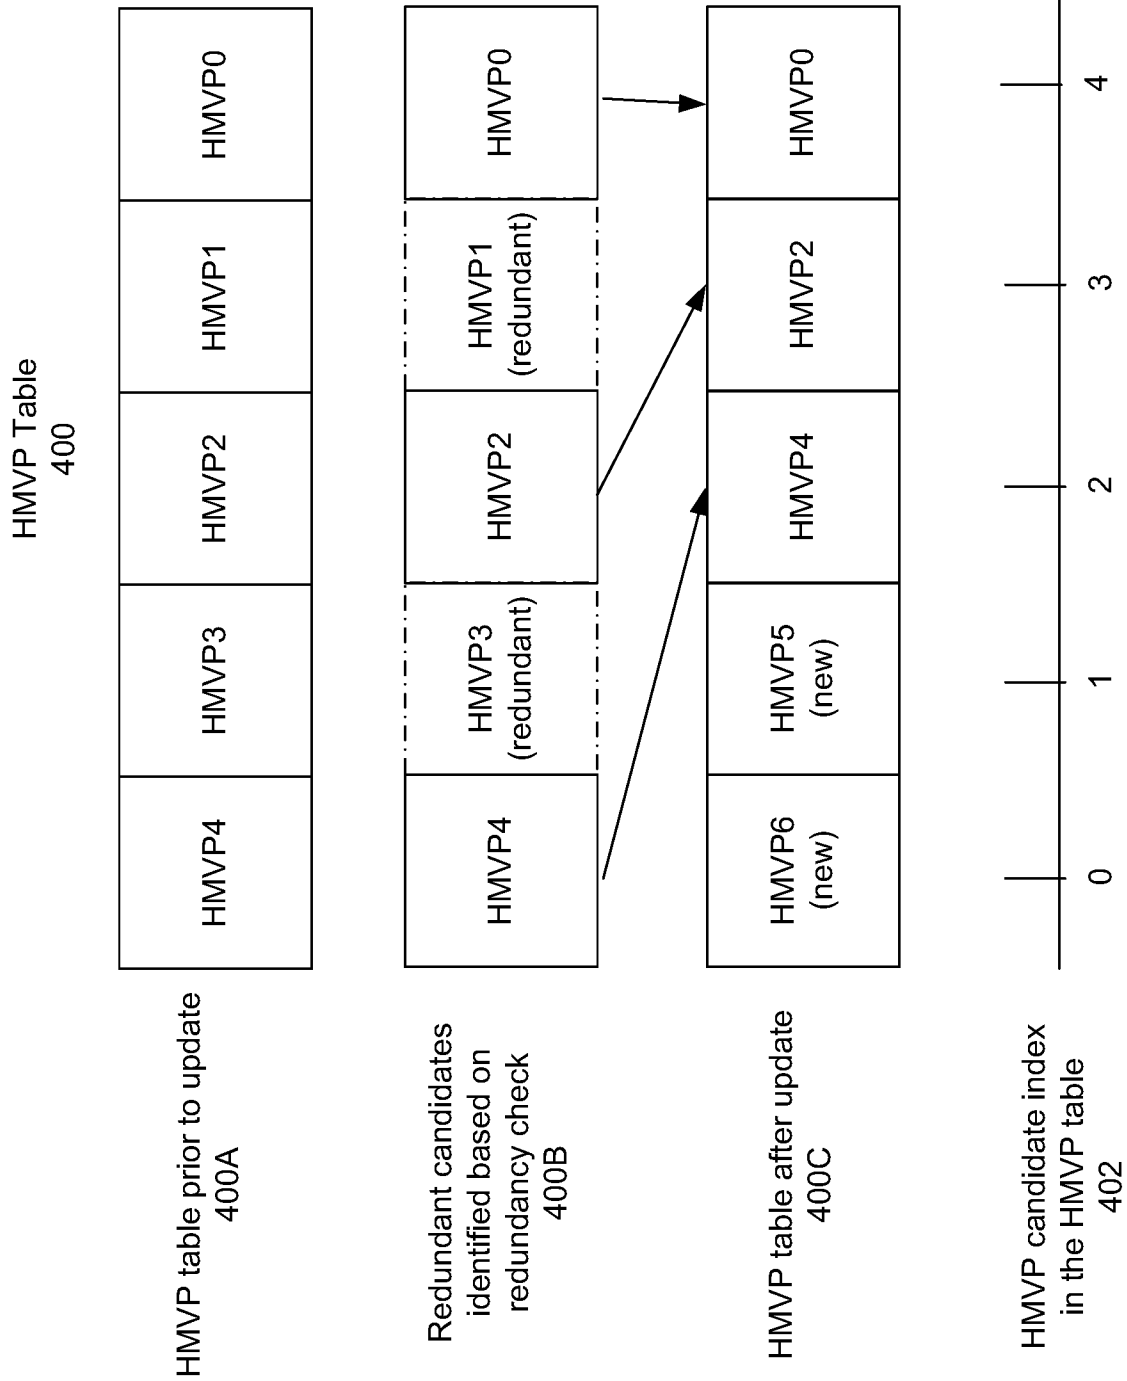 HMVP Table
400
HMVP table prior to update
400A
HMVP4
HMVP3
HMVP2
HMVP1
HMVP0
Redundant candidates
identified based on
redundancy check
400B
HMVP4
HMVP3
(redundant)
HMVP2
HMVP1
(redundant)
HMVP0
HMVP table after update
400C
HMVP6
(new)
HMVP5
(new)
HMVP4
HMVP2
HMVP0
HMVP candidate index
in the HMVP table
402
0
1
2
3
4